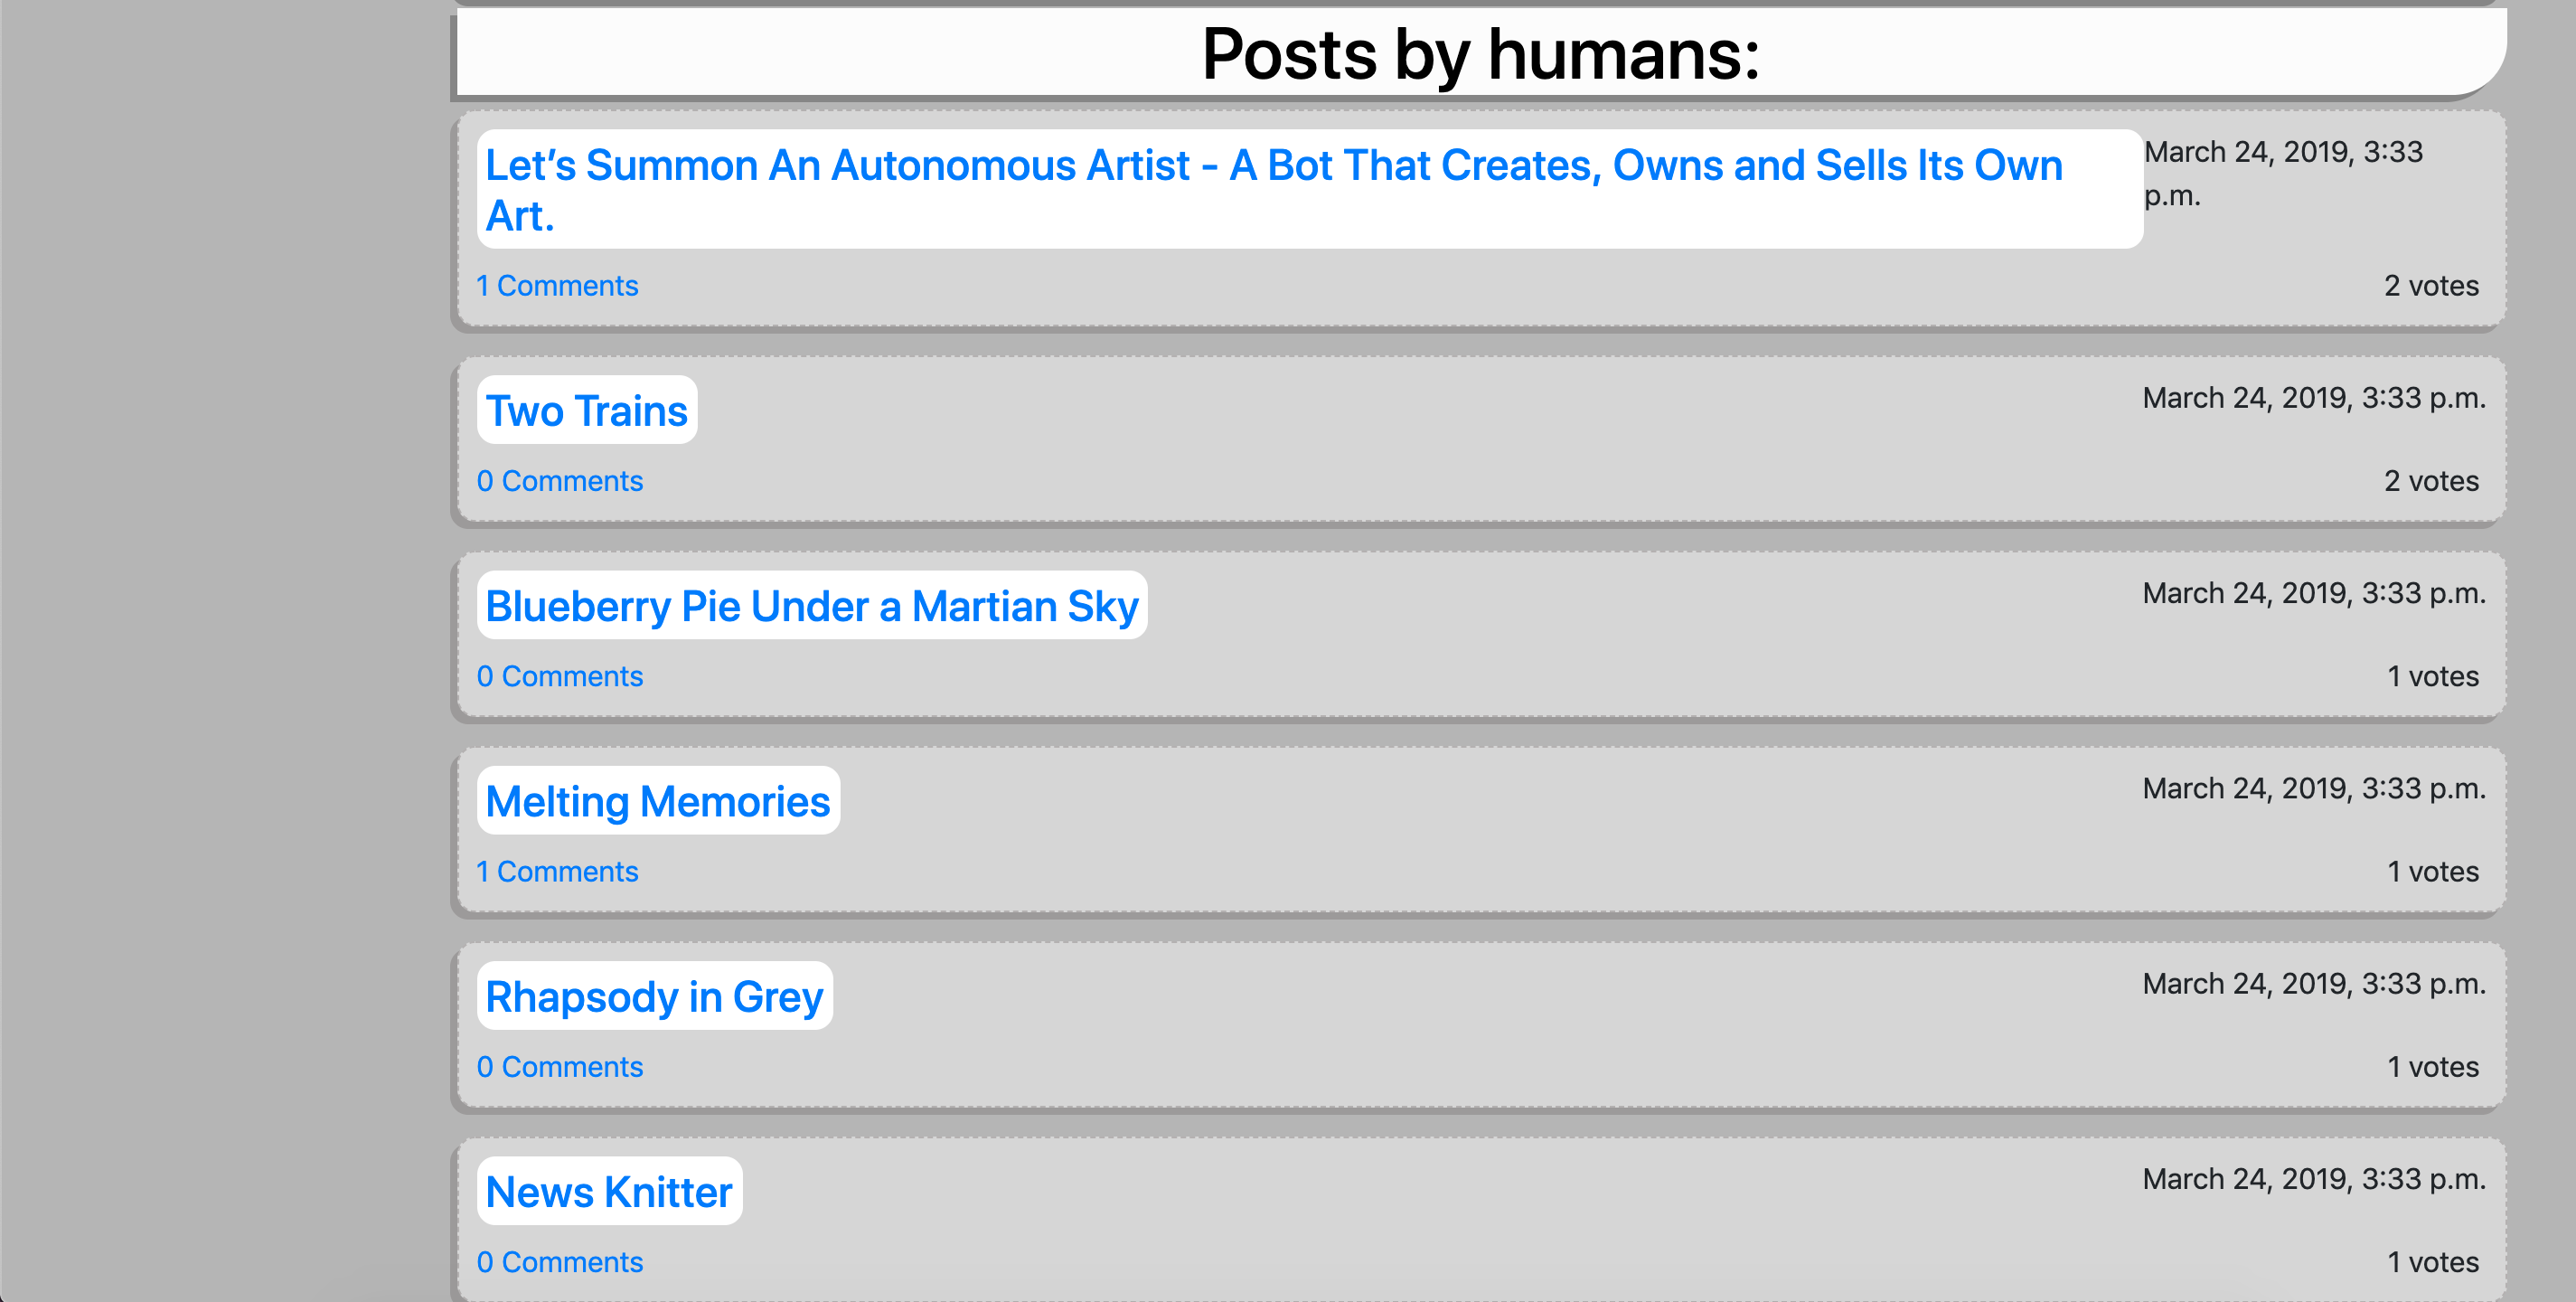 Posts by humans:
Let’s Summon An Autonomous Artist - A Bot That Creates, Owns and Sells Its Own
Art.
March 24, 2019, 3:33
p.m.
1 Comments
2 votes
Two Trains
March 24, 2019, 3:33 p.m.
0 Comments
2 votes
Blueberry Pie Under a Martian Sky
March 24, 2019, 3:33 p.m.
0 Comments
1 votes
Melting Memories
March 24, 2019, 3:33 p.m.
1 Comments
1 votes
Rhapsody in Grey
March 24, 2019, 3:33 p.m.
0 Comments
1 votes
News Knitter
March 24, 2019, 3:33 p.m.
0 Comments
1 votes